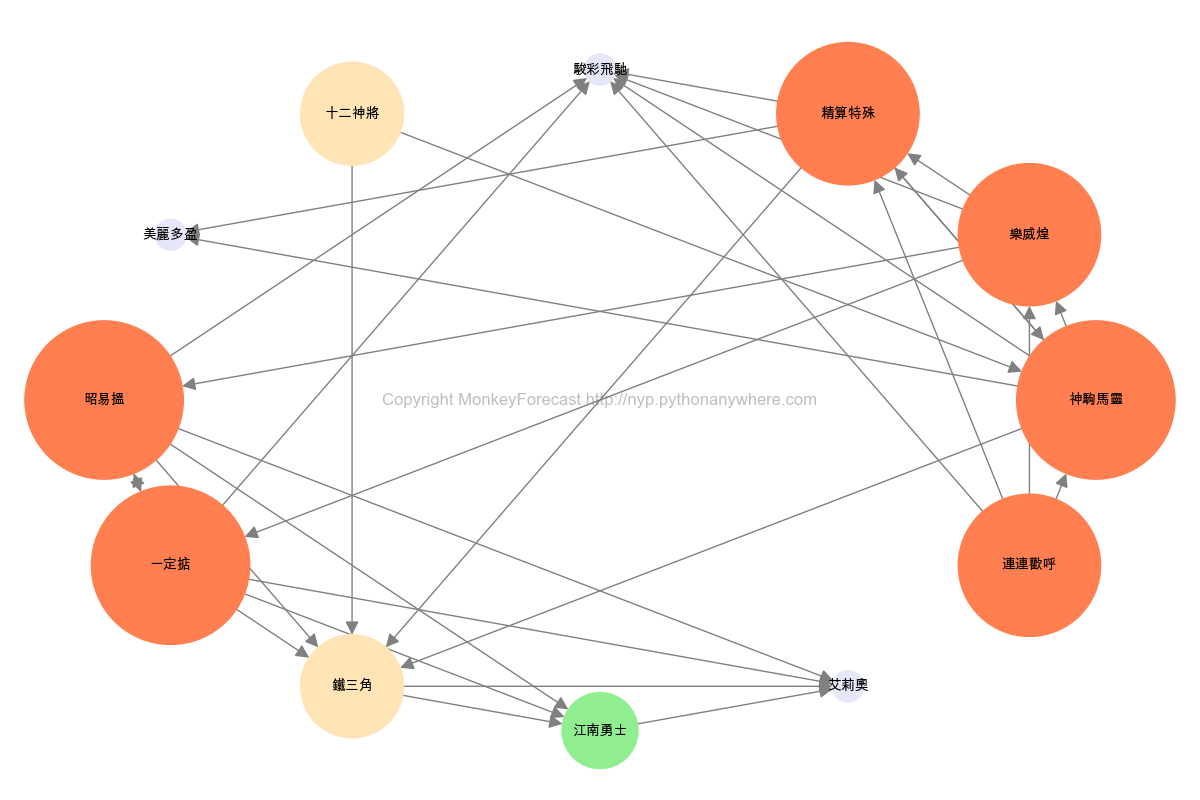 駿彩飛馳
十二神將
精算特殊
美麗多盈
樂威煌
昭易搵
Copyright MonkeyForecast http://nyp.pythonanywhere.com
神駒馬靈
一定掂
連連歡呼
鐵三角
艾莉奧
江南勇士